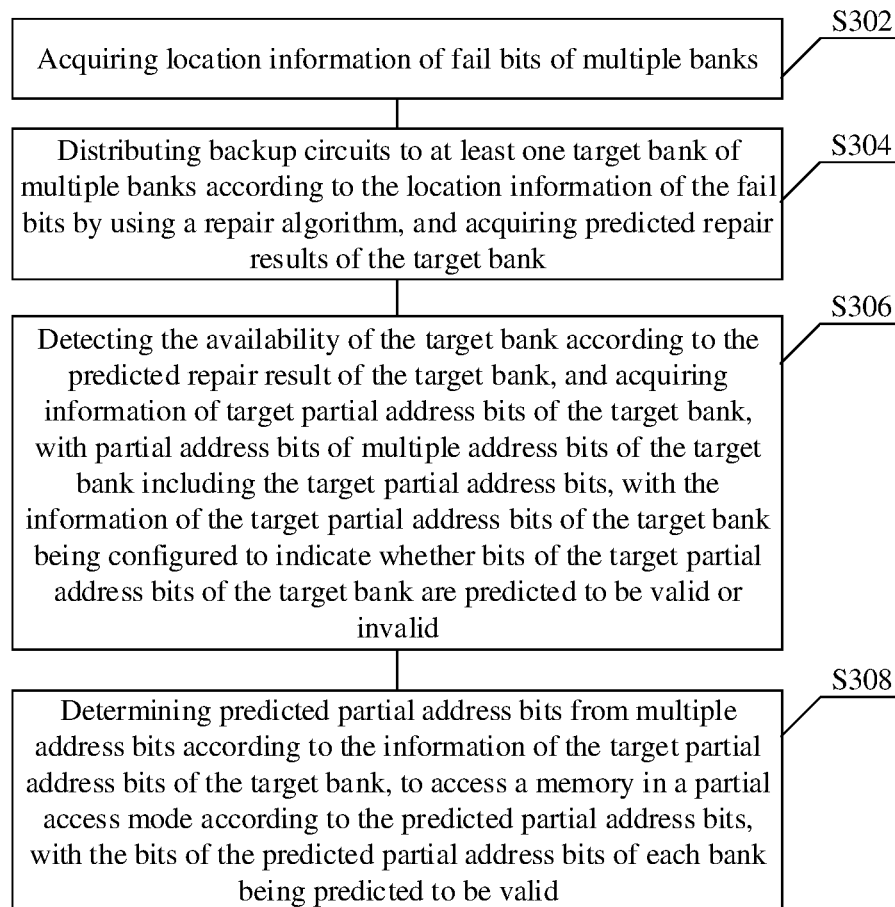 S302
Acquiring location information of fail bits of multiple banks
S304
Distributing backup circuits to at least one target bank of
multiple banks according to the location information of the fail
bits by using a repair algorithm, and acquiring predicted repair
results of the target bank
S306
Detecting the availability of the target bank according to the
predicted repair result of the target bank, and acquiring
information of target partial address bits of the target bank,
with partial address bits of multiple address bits of the target
bank including the target partial address bits, with the
information of the target partial address bits of the target bank
being configured to indicate whether bits of the target partial
address bits of the target bank are predicted to be valid or
invalid
S308
Determining predicted partial address bits from multiple
address bits according to the information of the target partial
address bits of the target bank, to access a memory in a partial
access mode according to the predicted partial address bits,
with the bits of the predicted partial address bits of each bank
being predicted to be valid